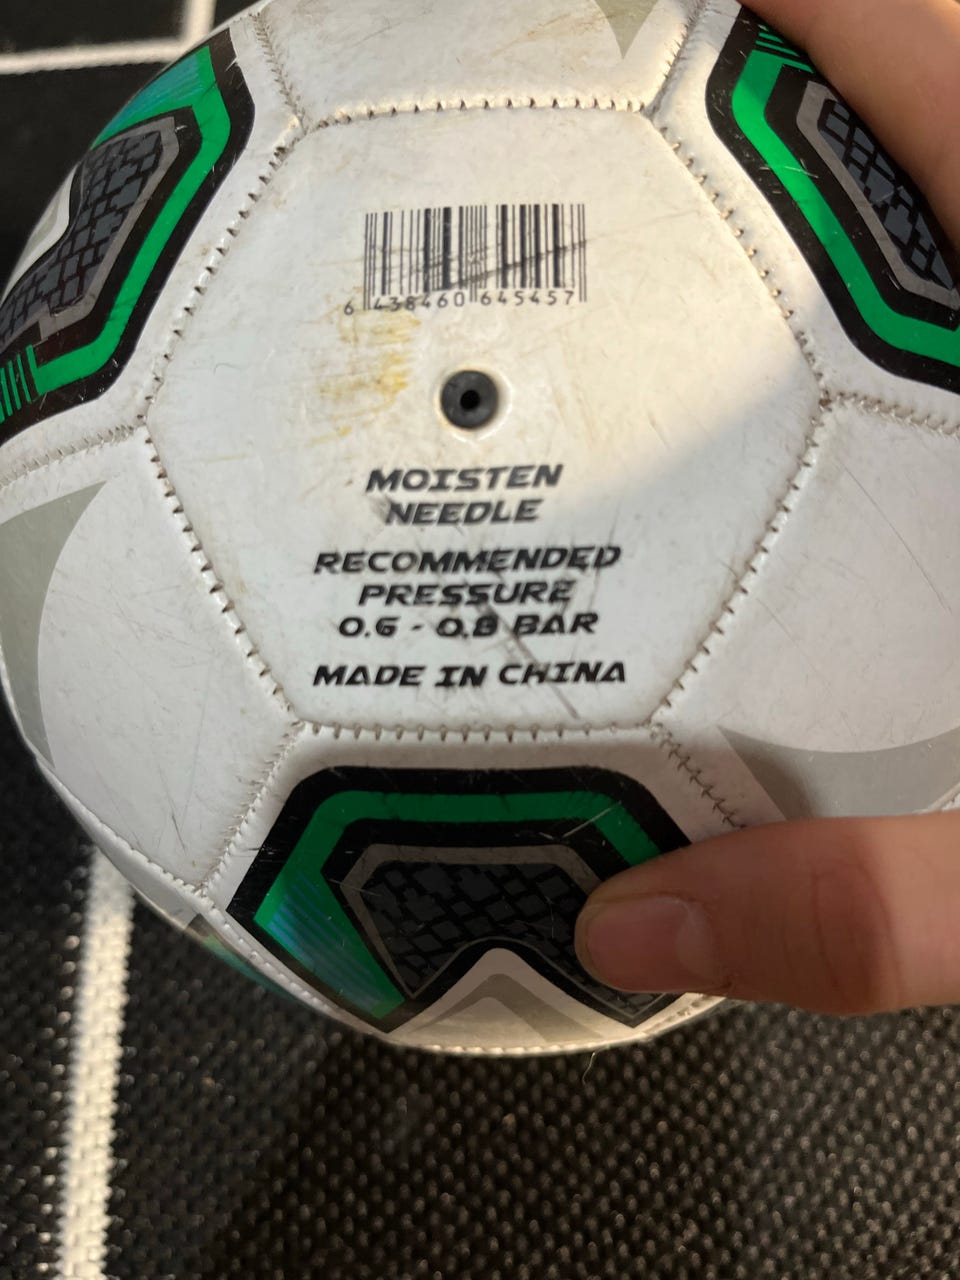 6 438460 645457
MOISTEN
NEEDLE
RECOMMENDED
PRESSURE
0.6 - 0.8 BAR
MADE IN CHINA